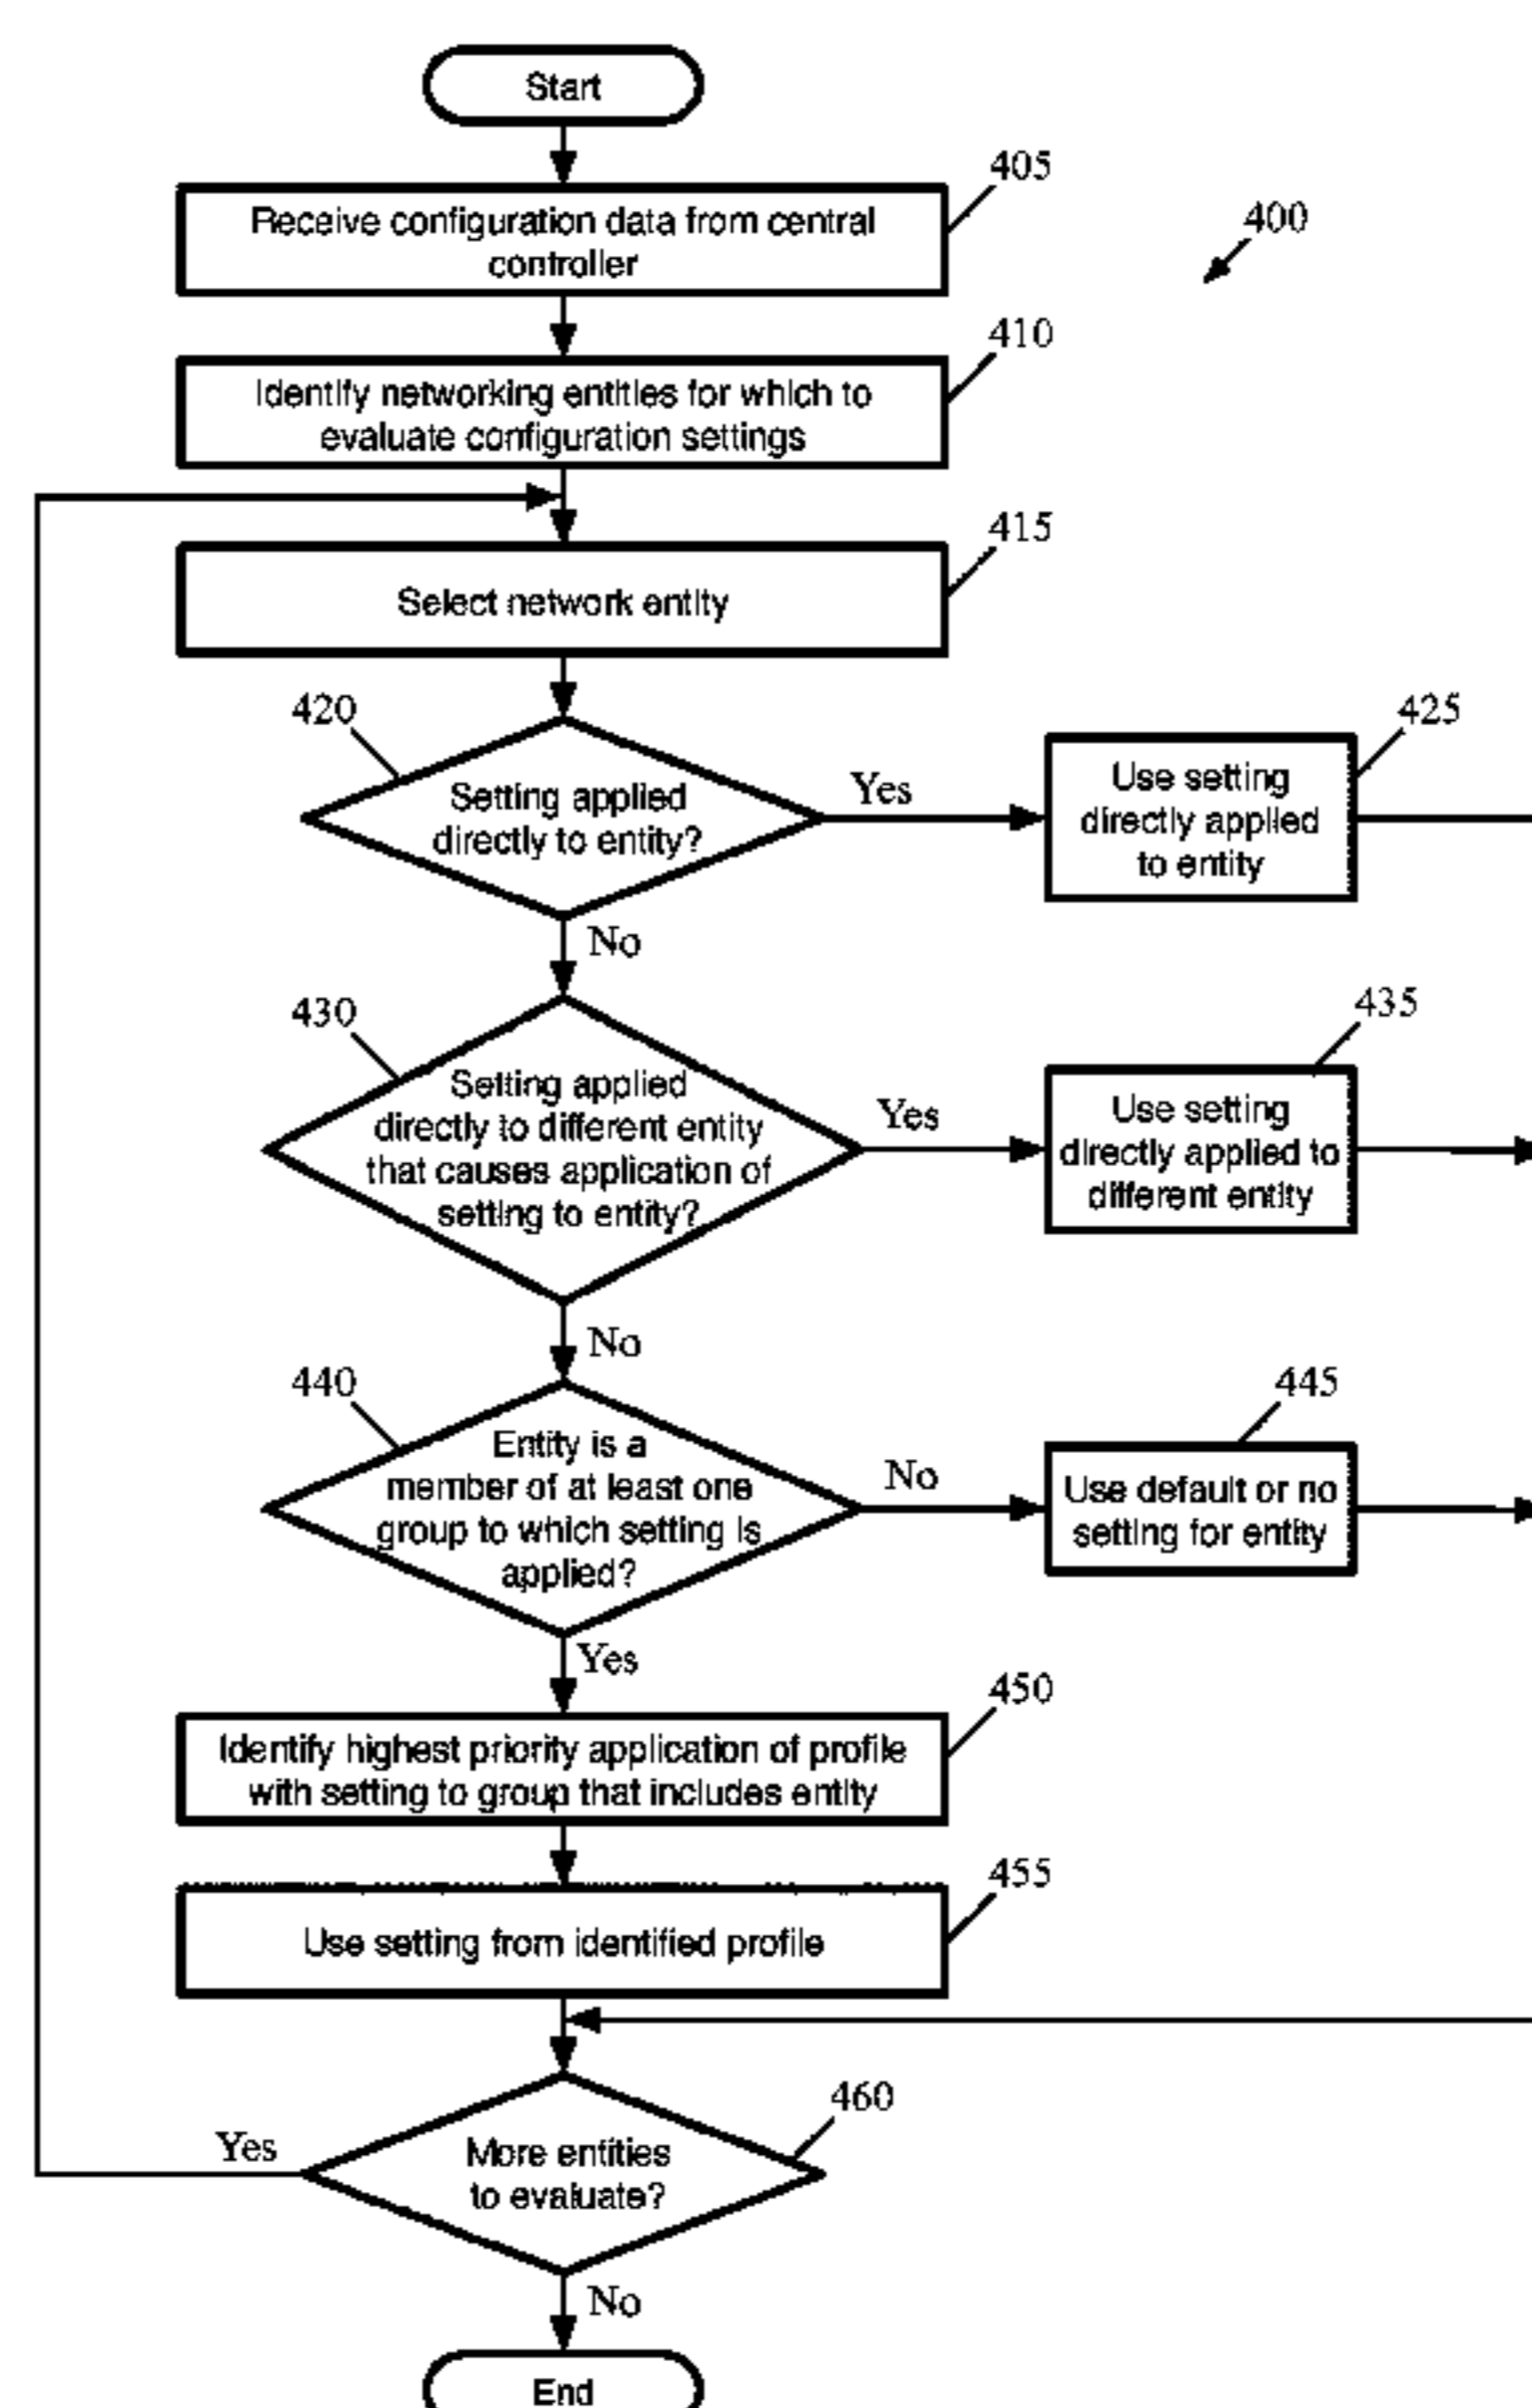 Start
405
Receive configuration data from central
controller
400
410
Identify networking entities for which to
evaluate configuration settings
415
Select network entity
420
Setting applied
directly to entity?
Yes
425
Use setting
directly applied
to entity
No
430
Setting applied
directly to different entity
that causes application of
setting to entity?
Yes
435
Use setting
directly applied to
different entity
No
440
Entity is a
member of at least one
group to which setting is
applied?
No
445
Use default or no
setting for entity
Yes
450
Identify highest priority application of profile
with setting to group that includes entity
455
Use setting from identified profile
460
More entities
to evaluate?
Yes
No
End